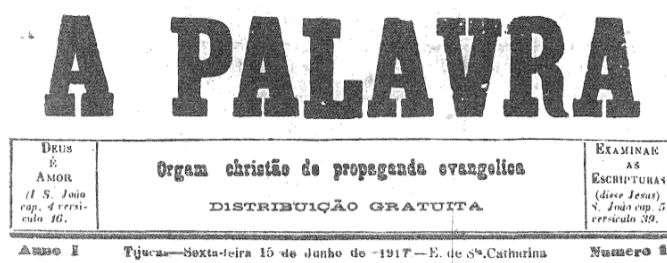 A PALAVRA
DEUS
É
AMOR
(I S. João
cap. 4 versi-
culo 16.
Orgam christão de propaganda evangelica
DISTRIBUIÇÃO GRATUITA
EXAMINAE
AS
ESCRIPTURAS
(disse Jesus)
S. João cap. 5
versiculo 39.
Anno I
Tijucas—Sexta-feira 15 de Junho de 1917—E. de Sta. Catharina
Numero